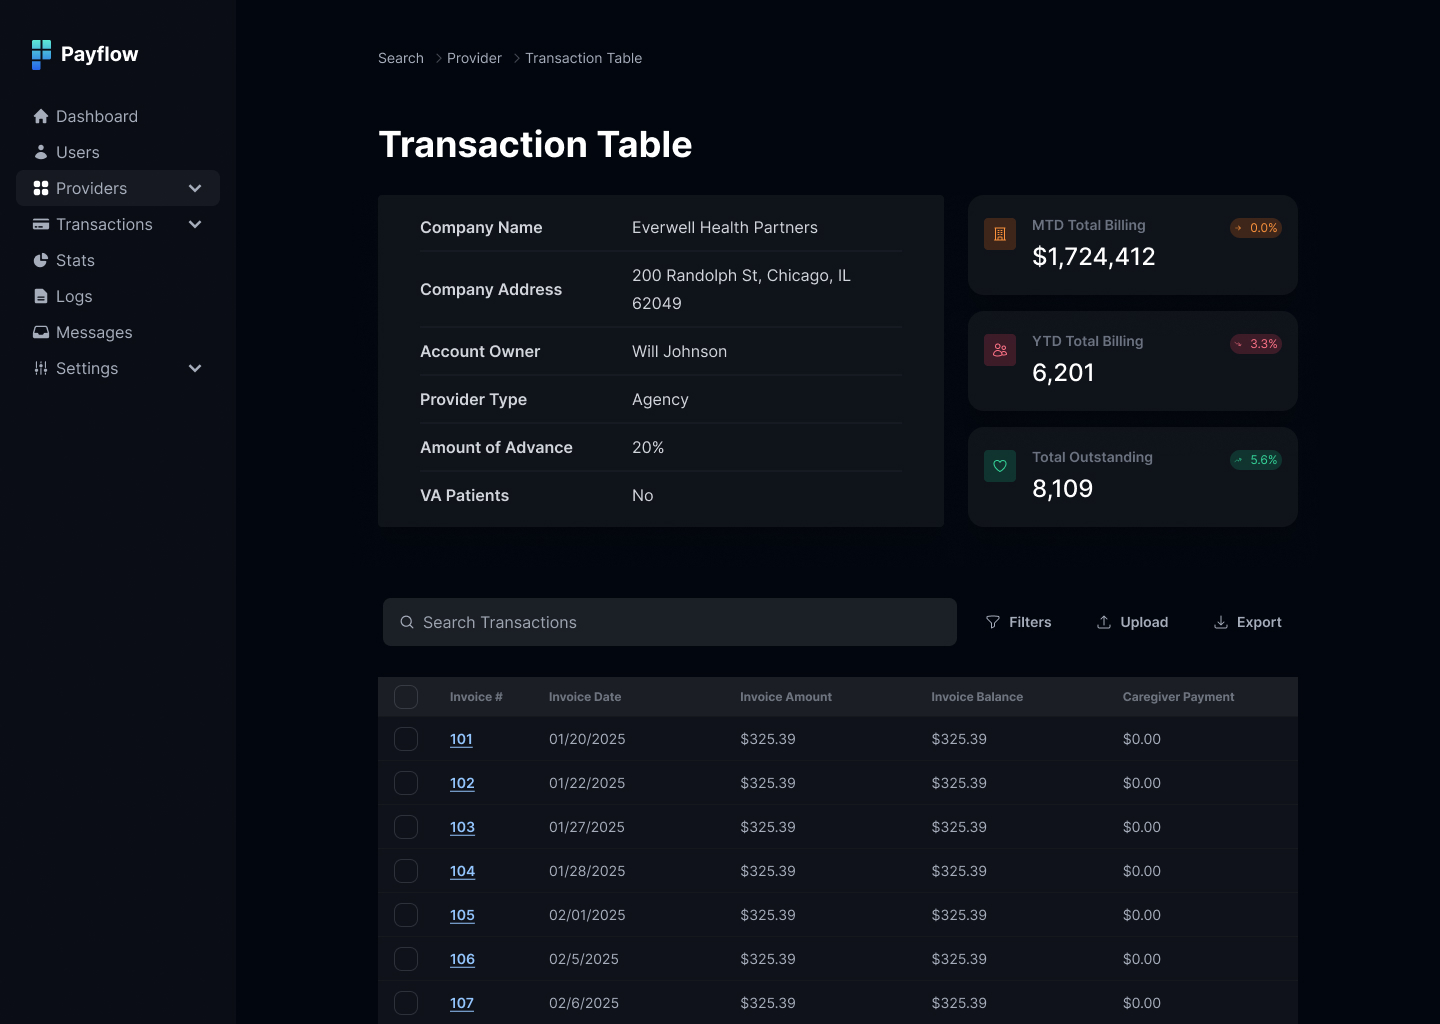 Payflow
Dashboard
Users
Providers
Transactions
Stats
Logs
Messages
Settings
Search
Provider
Transaction Table
Transaction Table
Company Name Everwell Health Partners
Company Address 200 Randolph St, Chicago, IL
62049
Account Owner Will Johnson
Provider Type Agency
Amount of Advance 20%
VA Patients No
MTD Total Billing 0.0%
$1,724,412
YTD Total Billing 3.3%
6,201
Total Outstanding 5.6%
8,109
Search Transactions Filters Upload Export
Invoice # Invoice Date Invoice Amount Invoice Balance Caregiver Payment
101 01/20/2025 $325.39 $325.39 $0.00
102 01/22/2025 $325.39 $325.39 $0.00
103 01/27/2025 $325.39 $325.39 $0.00
104 01/28/2025 $325.39 $325.39 $0.00
105 02/01/2025 $325.39 $325.39 $0.00
106 02/5/2025 $325.39 $325.39 $0.00
107 02/6/2025 $325.39 $325.39 $0.00